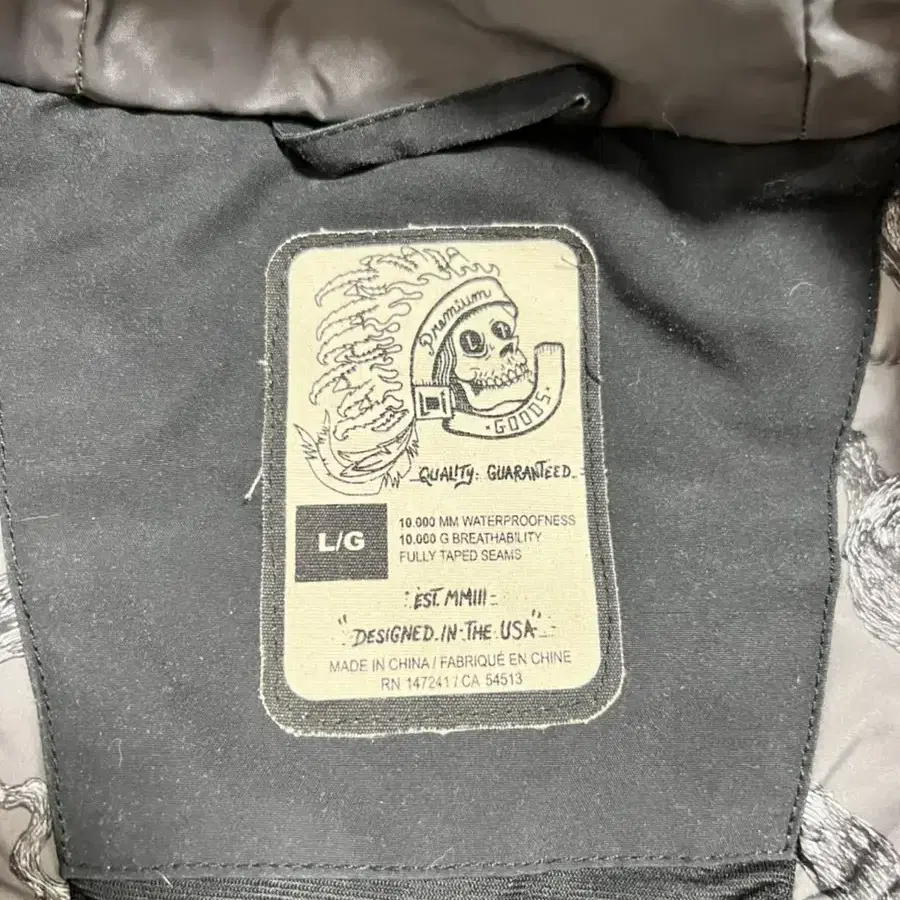 Premium
·GOODS·
QUALITY: GUARANTEED
L/G
10.000 MM WATERPROOFNESS
10.000 G BREATHABILITY
FULLY TAPED SEAMS
EST. MMIII
"DESIGNED.IN.THE USA"
MADE IN CHINA / FABRIQUÉ EN CHINE
RN 147241 / CA 54513